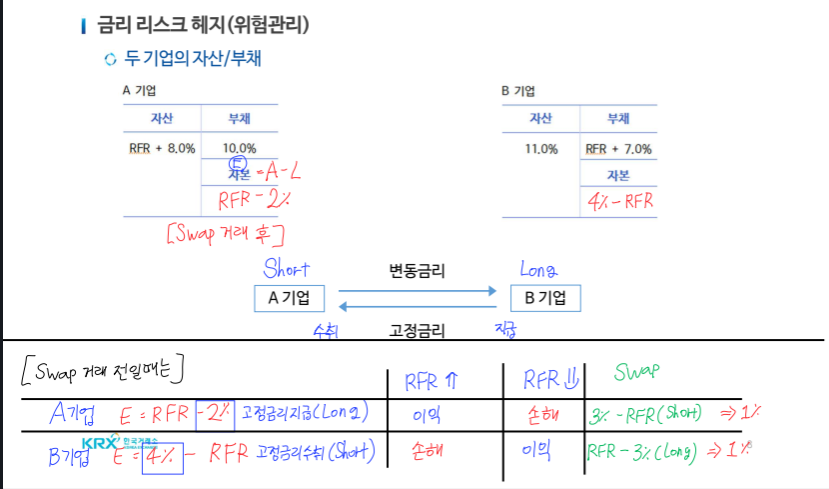 금리 리스크 헤지(위험관리)
두 기업의 자산/부채
A 기업
B 기업
자산 부채
자산 부채
RFR + 8.0% 10.0%
11.0% RFR + 7.0%
자본 E = A-L
자본
RFR - 2%
4% - RFR
[Swap 거래 후]
Short 변동금리 Long
A 기업 B 기업
수취 고정금리 지급
[Swap 거래 전일때는]
RFR ↑ RFR ↓↓ Swap
A기업 E = RFR - 2% 고정금리지급(Long) 이익 손해 3% - RFR(Short) ⇒ 1%
KRX 한국거래소
B기업 E = 4% - RFR 고정금리수취(Short) 손해 이익 RFR - 3%(Long) ⇒ 1%